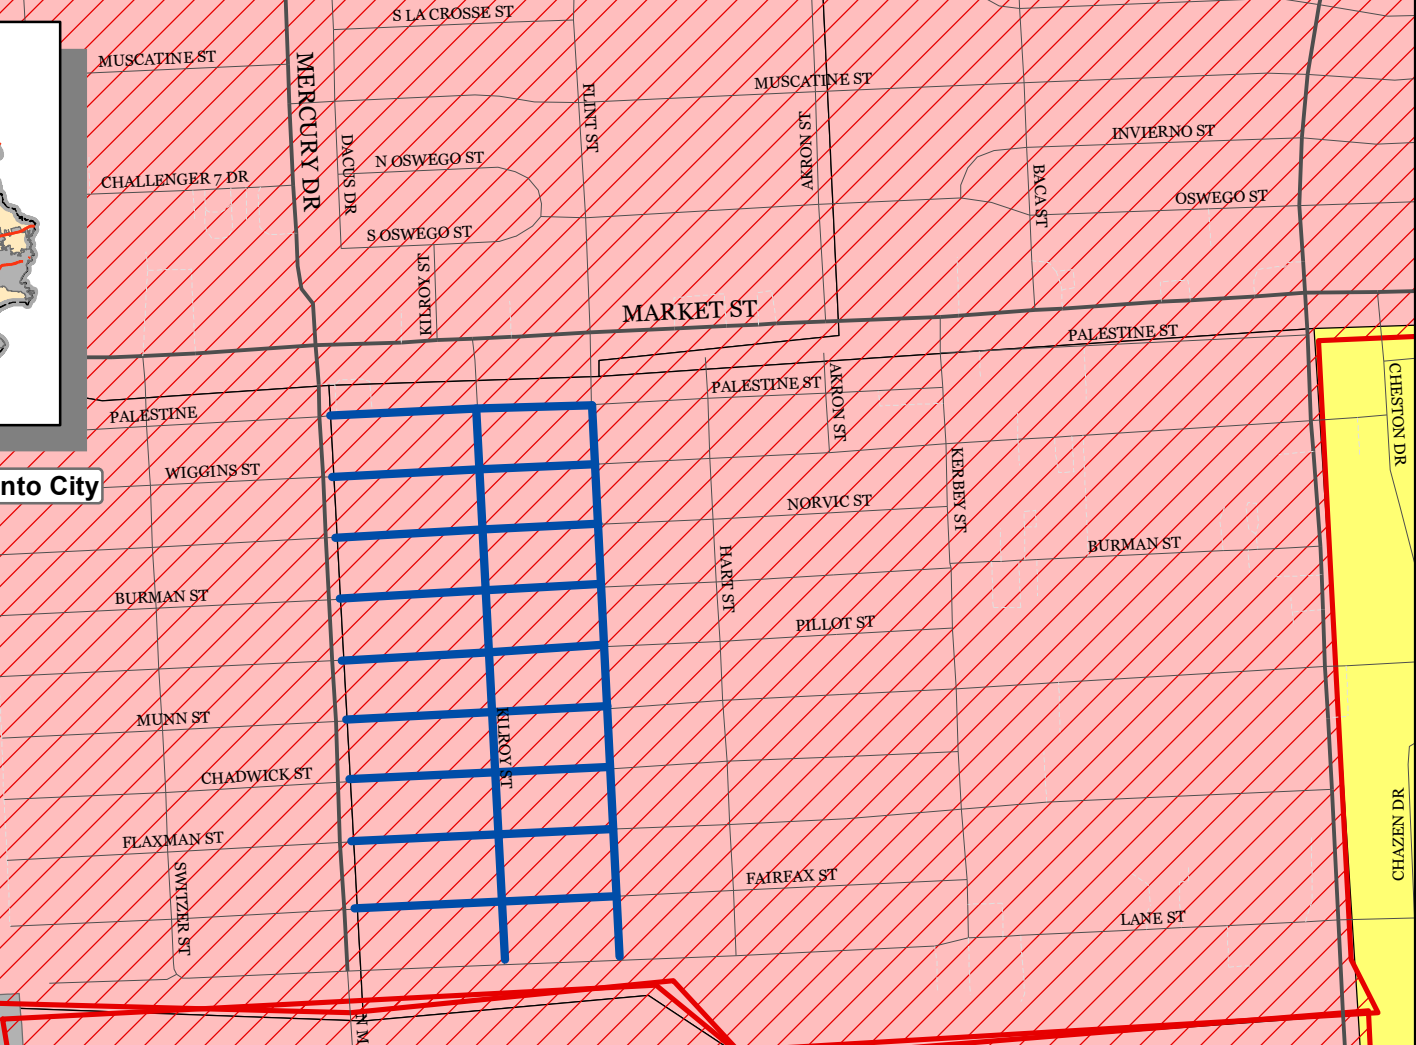 S LA CROSSE ST
MUSCATINE ST
MERCURY DR
MUSCATINE ST
FLINT ST
AKRON ST
DACUS DR
N OSWEGO ST
INVIERNO ST
CHALLENGER 7 DR
BACA ST
OSWEGO ST
S OSWEGO ST
KILROY ST
MARKET ST
PALESTINE ST
PALESTINE ST
AKRON ST
CHESTON DR
PALESTINE
WIGGINS ST
nto City
NORVIC ST
KERBEY ST
BURMAN ST
HART ST
BURMAN ST
PILLOT ST
MUNN ST
KILROY ST
CHADWICK ST
CHAZEN DR
FLAXMAN ST
SWITZER ST
FAIRFAX ST
LANE ST
N M